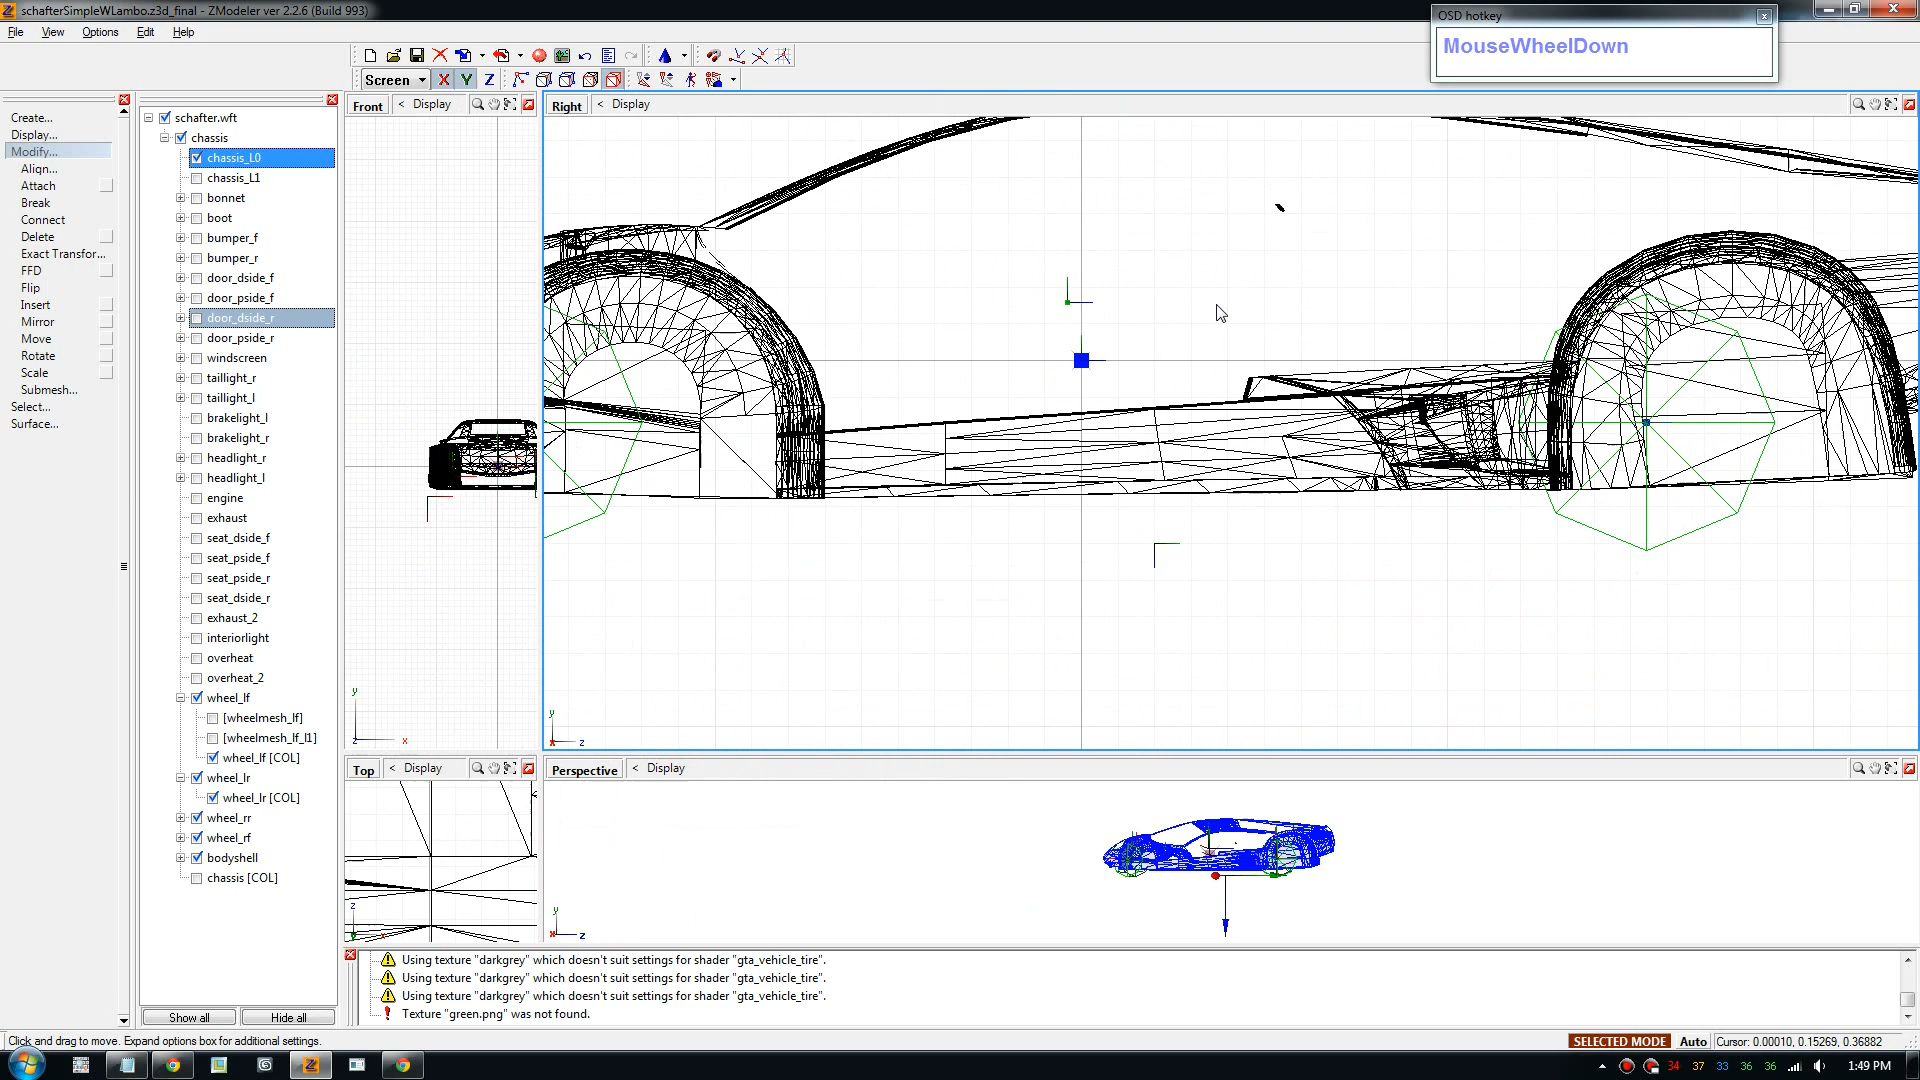 schafterSimpleWLambo.z3d_final - ZModeler ver 2.2.6 (Build 993)
OSD hotkey
MouseWheelDown
File View Options Edit Help
Screen X Y Z
Create...
Display...
Modify...
Align...
Attach
Break
Connect
Delete
Exact Transfor...
FFD
Flip
Insert
Mirror
Move
Rotate
Scale
Submesh...
Select...
Surface...
schafter.wft
chassis
chassis_L0
chassis_L1
bonnet
boot
bumper_f
bumper_r
door_dside_f
door_pside_f
door_dside_r
door_pside_r
windscreen
taillight_r
taillight_l
brakelight_l
brakelight_r
headlight_r
headlight_l
engine
exhaust
seat_dside_f
seat_pside_f
seat_pside_r
seat_dside_r
exhaust_2
interiorlight
overheat
overheat_2
wheel_lf
[wheelmesh_lf]
[wheelmesh_lf_l1]
wheel_lf [COL]
wheel_lr
wheel_lr [COL]
wheel_rr
wheel_rf
bodyshell
chassis [COL]
Show all Hide all
Front < Display
y
z x
Right < Display
y
x z
Top < Display
z
y x
Perspective < Display
y
x z
Using texture "darkgrey" which doesn't suit settings for shader "gta_vehicle_tire".
Using texture "darkgrey" which doesn't suit settings for shader "gta_vehicle_tire".
Using texture "darkgrey" which doesn't suit settings for shader "gta_vehicle_tire".
Texture "green.png" was not found.
Click and drag to move. Expand options box for additional settings.
SELECTED MODE Auto Cursor: 0.00010, 0.15269, 0.36882
34 37 33 36 36 1:49 PM